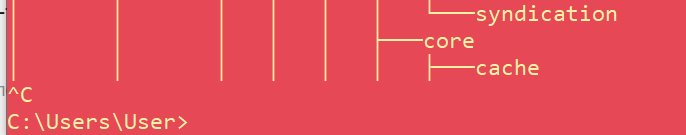 │       │       │   │   │   │   └───syndication
│       │       │   │   │   ├───core
│       │       │   │   │   │   ├───cache
^C
C:\Users\User>